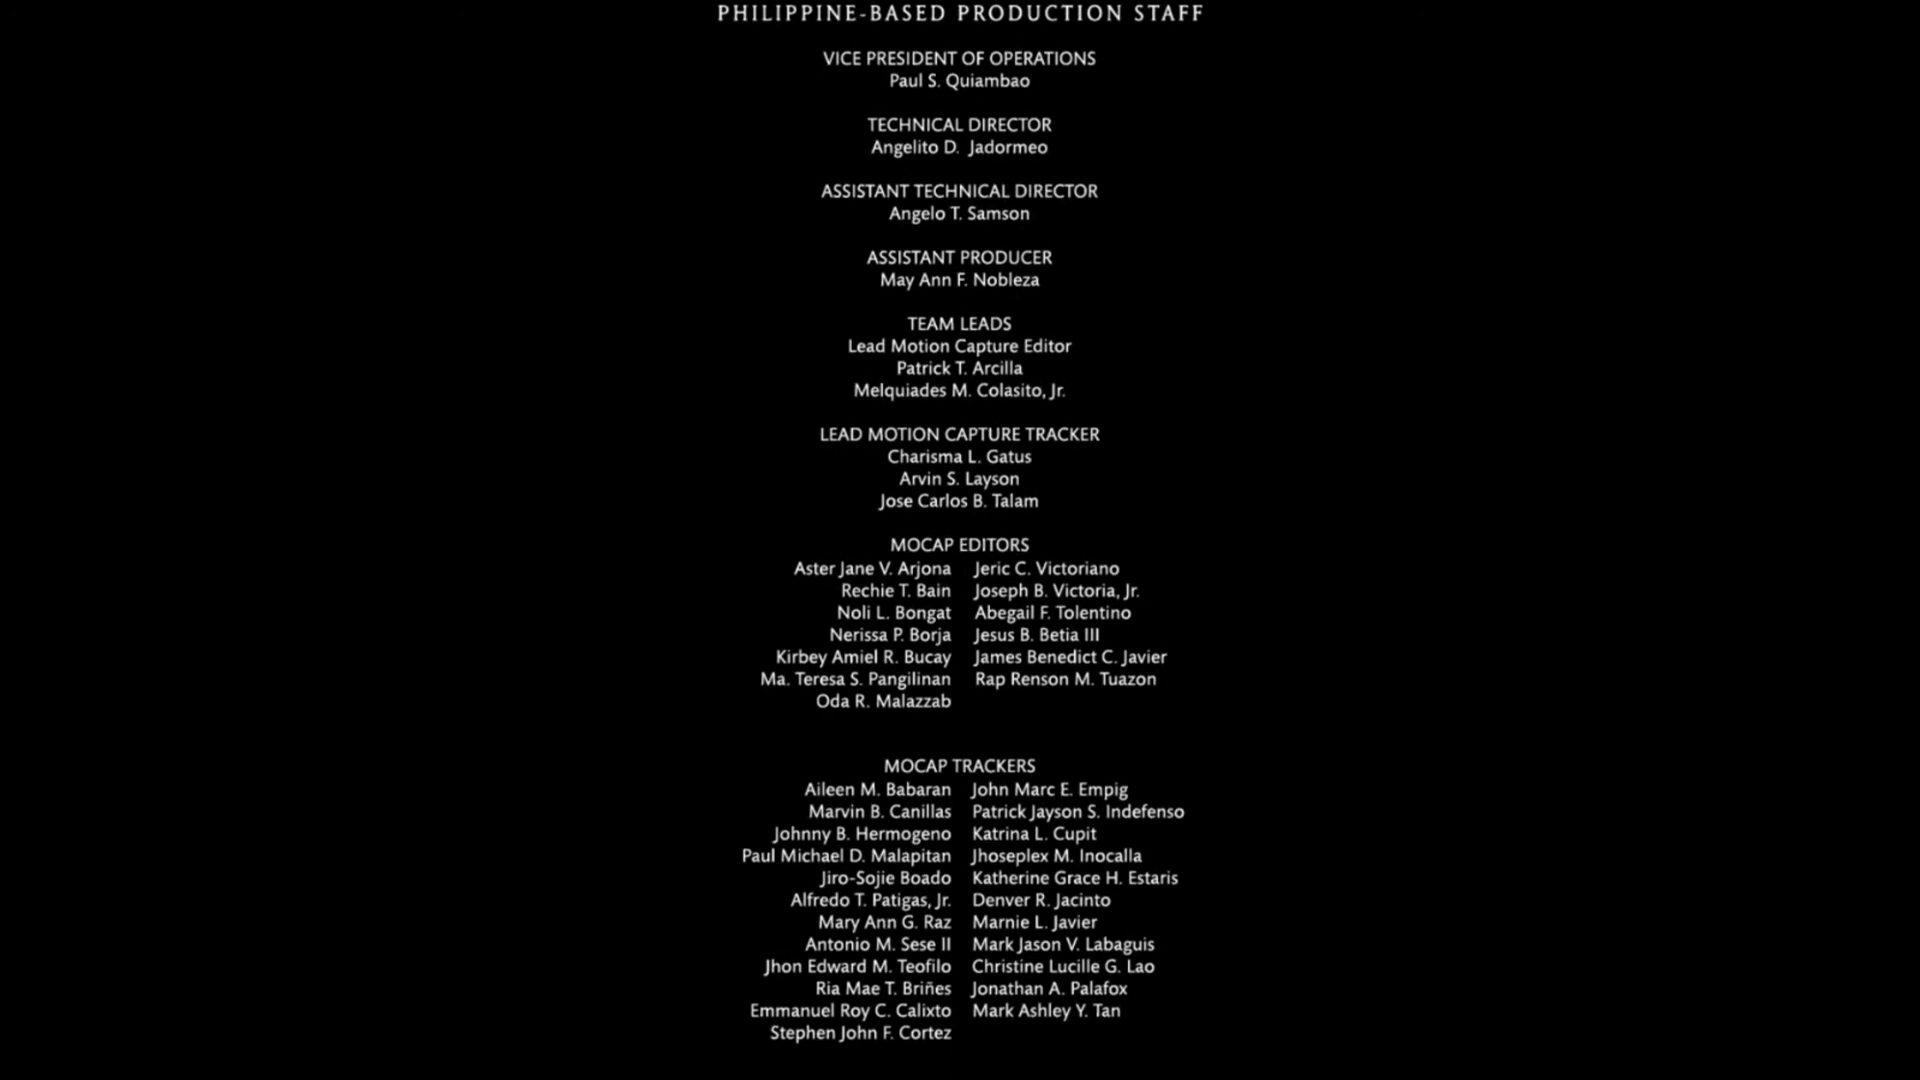 PHILIPPINE-BASED PRODUCTION STAFF
VICE PRESIDENT OF OPERATIONS
Paul S. Quiambao
TECHNICAL DIRECTOR
Angelito D. Jadormeo
ASSISTANT TECHNICAL DIRECTOR
Angelo T. Samson
ASSISTANT PRODUCER
May Ann F. Nobleza
TEAM LEADS
Lead Motion Capture Editor
Patrick T. Arcilla
Melquiades M. Colasito, Jr.
LEAD MOTION CAPTURE TRACKER
Charisma L. Gatus
Arvin S. Layson
Jose Carlos B. Talam
MOCAP EDITORS
Aster Jane V. Arjona Jeric C. Victoriano
Rechie T. Bain Joseph B. Victoria, Jr.
Noli L. Bongat Abegail F. Tolentino
Nerissa P. Borja Jesus B. Betia III
Kirbey Amiel R. Bucay James Benedict C. Javier
Ma. Teresa S. Pangilinan Rap Renson M. Tuazon
Oda R. Malazzab
MOCAP TRACKERS
Aileen M. Babaran John Marc E. Empig
Marvin B. Canillas Patrick Jayson S. Indefenso
Johnny B. Hermogeno Katrina L. Cupit
Paul Michael D. Malapitan Jhoseplex M. Inocalla
Jiro-Sojie Boado Katherine Grace H. Estaris
Alfredo T. Patigas, Jr. Denver R. Jacinto
Mary Ann G. Raz Marnie L. Javier
Antonio M. Sese II Mark Jason V. Labaguis
Jhon Edward M. Teofilo Christine Lucille G. Lao
Ria Mae T. Briñes Jonathan A. Palafox
Emmanuel Roy C. Calixto Mark Ashley Y. Tan
Stephen John F. Cortez